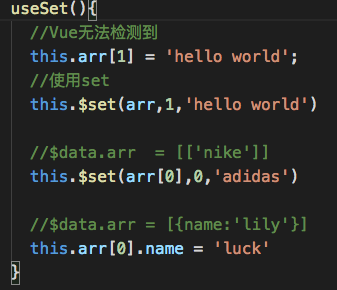 useSet(){
//Vue无法检测到
this.arr[1] = 'hello world';
//使用set
this.$set(arr,1,'hello world')
//$data.arr  = [['nike']]
this.$set(arr[0],0,'adidas')
//$data.arr = [{name:'lily'}]
this.arr[0].name = 'luck'
}